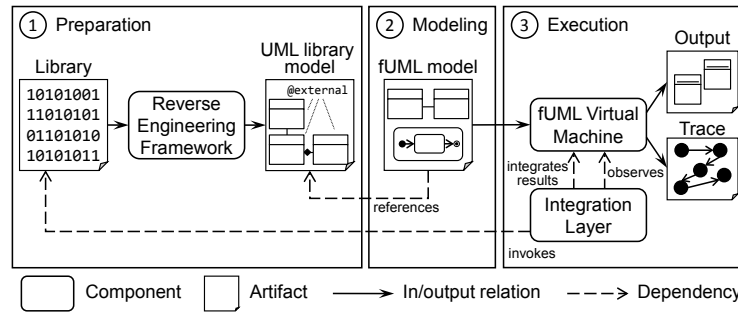 1 Preparation
2 Modeling
3 Execution
Library
10101001
11010101
01101010
10101011
Reverse
Engineering
Framework
UML library
model
@external
fUML model
references
fUML Virtual
Machine
Output
Trace
integrates
results
observes
Integration
Layer
invokes
Component
Artifact
In/output relation
Dependency